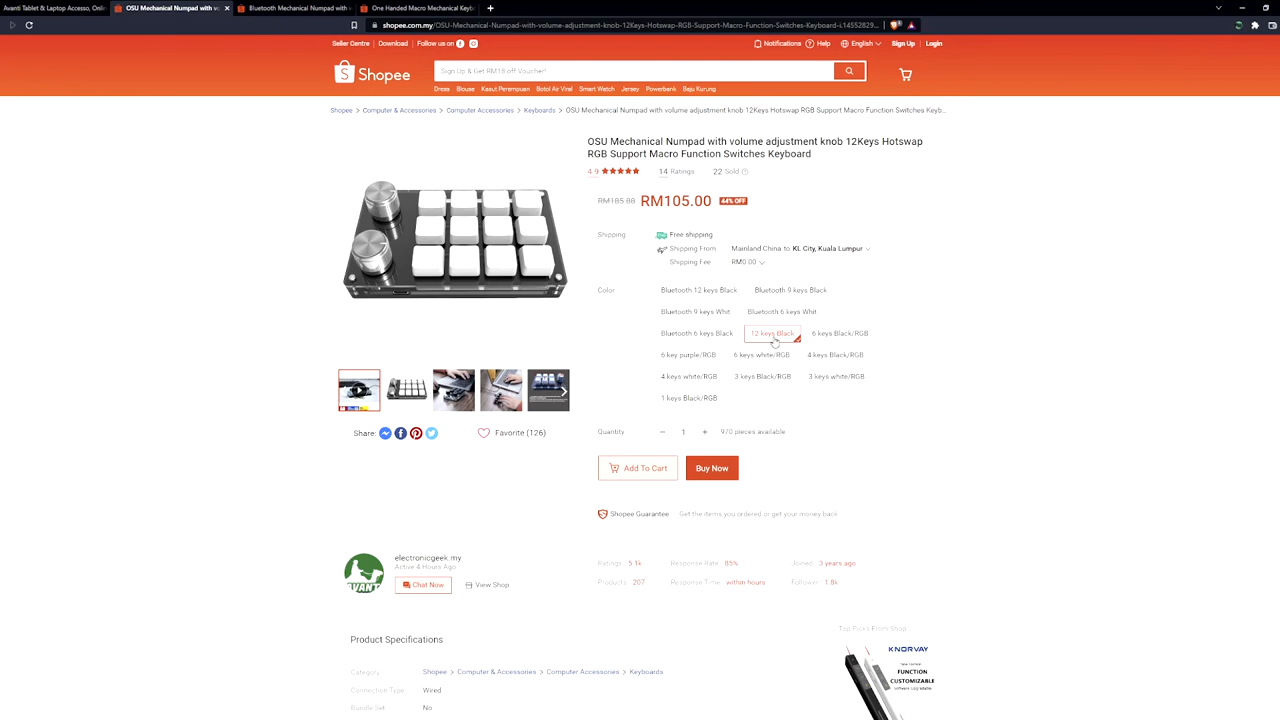 Avanti Tablet & Laptop Accesso, Onlin
OSU Mechanical Numpad with vo
Bluetooth Mechanical Numpad with
One Handed Macro Mechanical Keyb
shopee.com.my/OSU-Mechanical-Numpad-with-volume-adjustment-knob-12Keys-Hotswap-RGB-Support-Macro-Function-Switches-Keyboard-i.14552829...
Seller Centre | Download | Follow us on
Notifications Help English Sign Up | Login
Shopee
Sign Up & Get RM18 off Voucher!
Dress Blouse Kasut Perempuan Botol Air Viral Smart Watch Jersey Powerbank Baju Kurung
Shopee > Computer & Accessories > Computer Accessories > Keyboards > OSU Mechanical Numpad with volume adjustment knob 12Keys Hotswap RGB Support Macro Function Switches Keyb...
OSU Mechanical Numpad with volume adjustment knob 12Keys Hotswap
RGB Support Macro Function Switches Keyboard
4.9 14 Ratings 22 Sold
RM185.88 RM105.00 44% OFF
Shipping Free shipping
Shipping From Mainland China to KL City, Kuala Lumpur
Shipping Fee RM0.00
Color Bluetooth 12 keys Black Bluetooth 9 keys Black
Bluetooth 9 keys Whit Bluetooth 6 keys Whit
Bluetooth 6 keys Black 12 keys Black 6 keys Black/RGB
6 key purple/RGB 6 keys white/RGB 4 keys Black/RGB
4 keys white/RGB 3 keys Black/RGB 3 keys white/RGB
1 keys Black/RGB
Share: Favorite (126)
Quantity − 1 + 970 pieces available
Add To Cart Buy Now
Shopee Guarantee Get the items you ordered or get your money back
AVANTI
electronicgeek.my
Active 4 Hours Ago
Chat Now View Shop
Ratings 5.1k Response Rate 85% Joined 3 years ago
Products 207 Response Time within hours Follower 1.8k
Product Specifications
Category Shopee > Computer & Accessories > Computer Accessories > Keyboards
Connection Type Wired
Bundle Set No
Top Picks From Shop
KNORVAY
FUNCTION
CUSTOMIZABLE